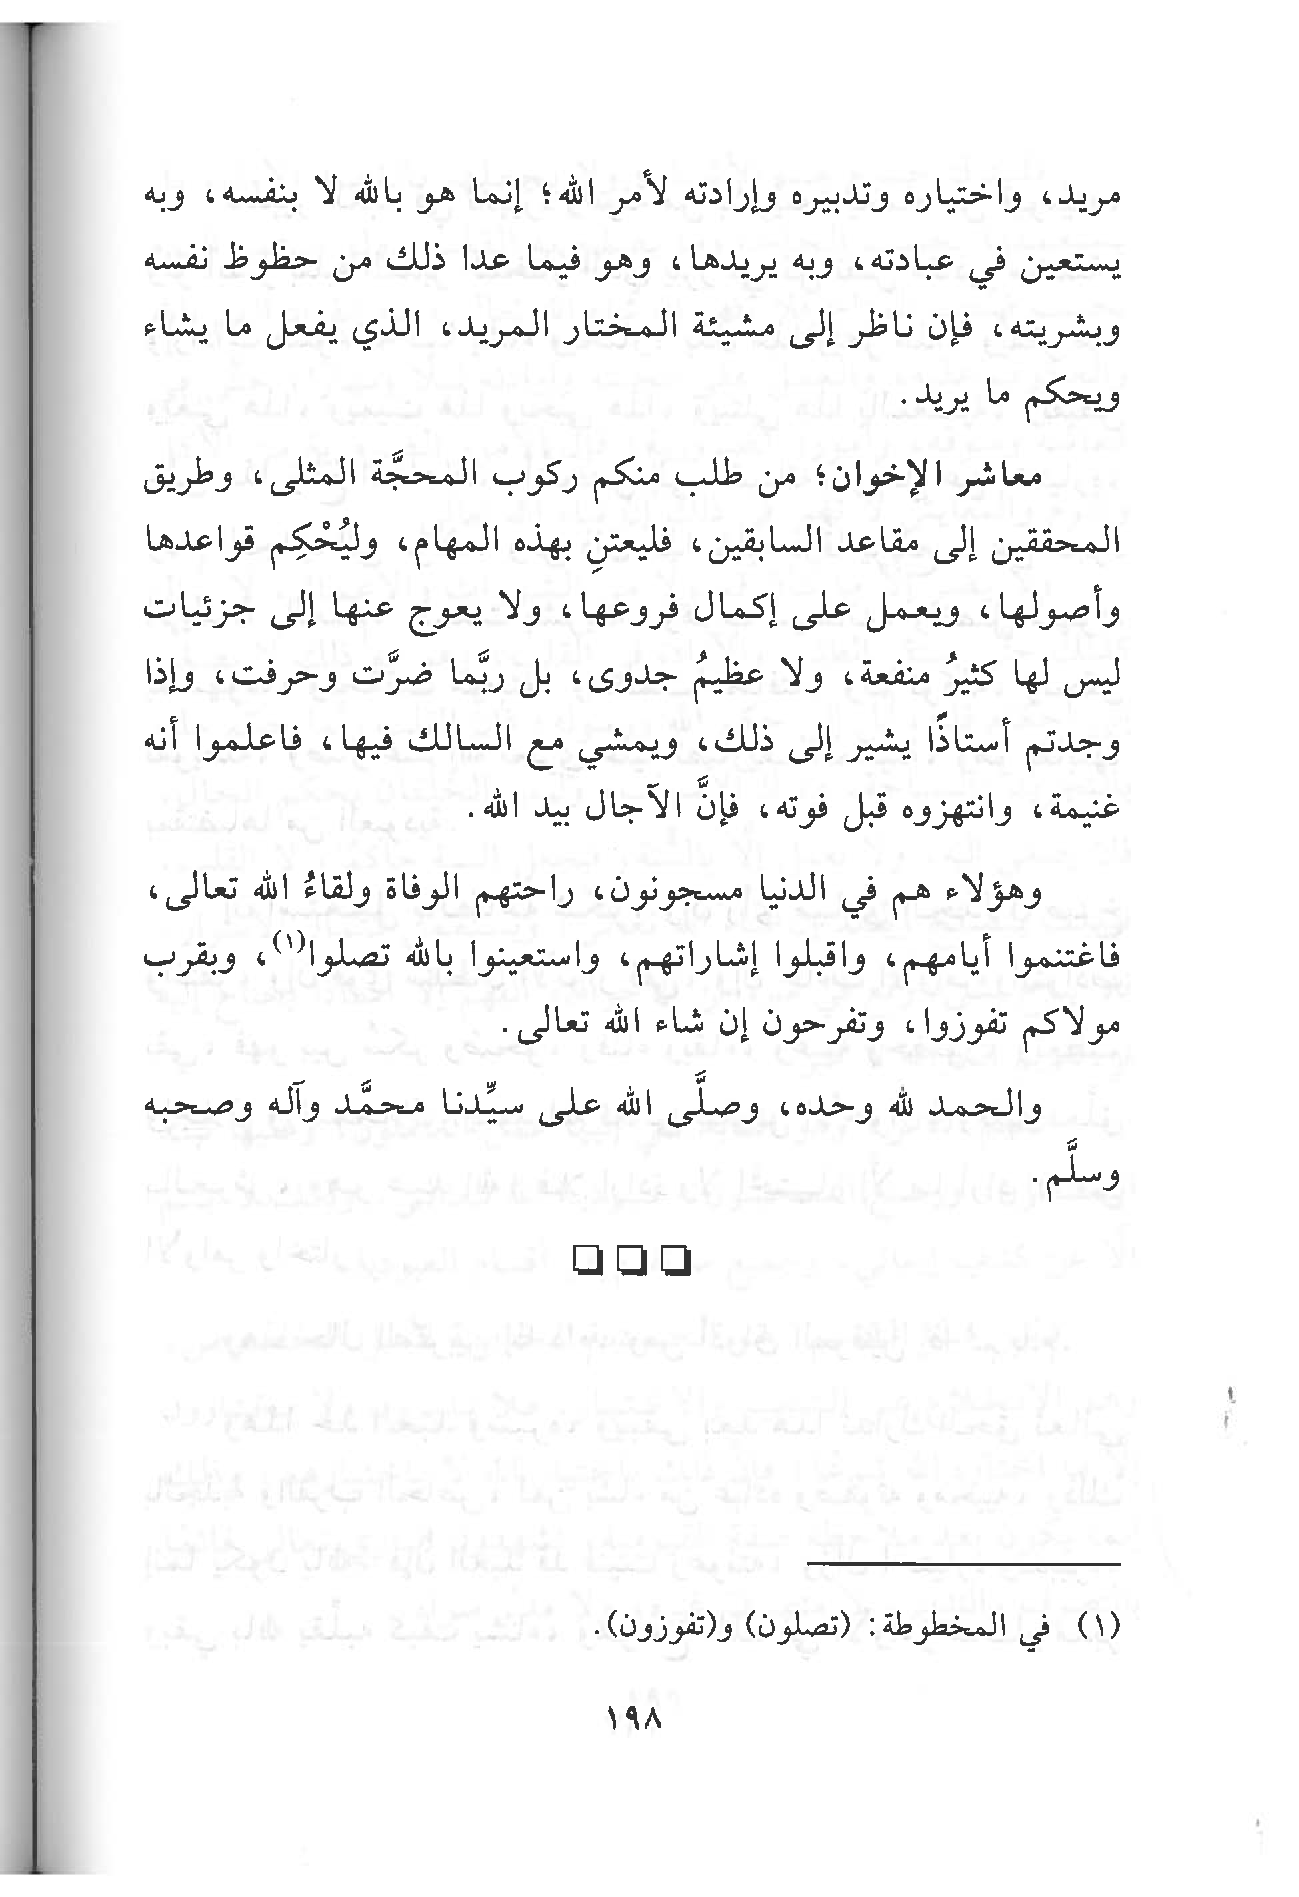 مريد، واختياره وتدبيره وإرادته لأمر الله؛ إنما هو بالله لا بنفسه، وبه
يستعين في عبادته، وبه يريدها، وهو فيما عدا ذلك من حظوظ نفسه
وبشريته، فإن ناظر إلى مشيئة المختار المريد، الذي يفعل ما يشاء
ويحكم ما يريد.
معاشر الإخوان؛ من طلب منكم ركوب المحجَّة المثلى، وطريق
المحققين إلى مقاعد السابقين، فليعتنِ بهذه المهام، وليُحْكِم قواعدها
وأصولها، ويعمل على إكمال فروعها، ولا يعوج عنها إلى جزئيات
ليس لها كثيرُ منفعة، ولا عظيمُ جدوى، بل ربَّما ضرَّت وحرفت، وإذا
وجدتم أستاذًا يشير إلى ذلك، ويمشي مع السالك فيها، فاعلموا أنه
غنيمة، وانتهزوه قبل فوته، فإنَّ الآجال بيد الله.
وهؤلاء هم في الدنيا مسجونون، راحتهم الوفاة ولقاءُ الله تعالى،
فاغتنموا أيامهم، واقبلوا إشاراتهم، واستعينوا بالله تصلوا(١)، وبقرب
مولاكم تفوزوا، وتفرحون إن شاء الله تعالى.
والحمد لله وحده، وصلَّى الله على سيِّدنا محمَّد وآله وصحبه
وسلَّم.
(١) في المخطوطة: (تصلون) و(تفوزون).
١٩٨